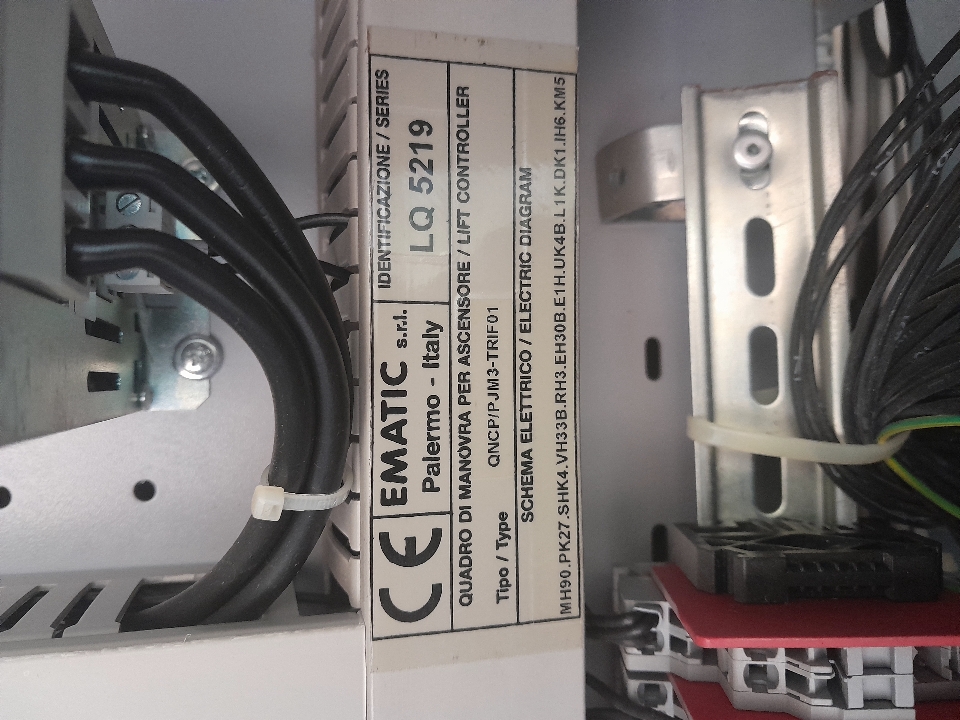 CE
EMATIC s.r.l.
Palermo - Italy
IDENTIFICAZIONE / SERIES
LQ 5219
QUADRO DI MANOVRA PER ASCENSORE / LIFT CONTROLLER
Tipo / Type QNCP/PJM3-TRIF01
SCHEMA ELETTRICO / ELECTRIC DIAGRAM
MH90.PK27.SHK4.VH33B.RH3.EH30B.E1H.UK4B.L1K.DK1.IH6.KM5